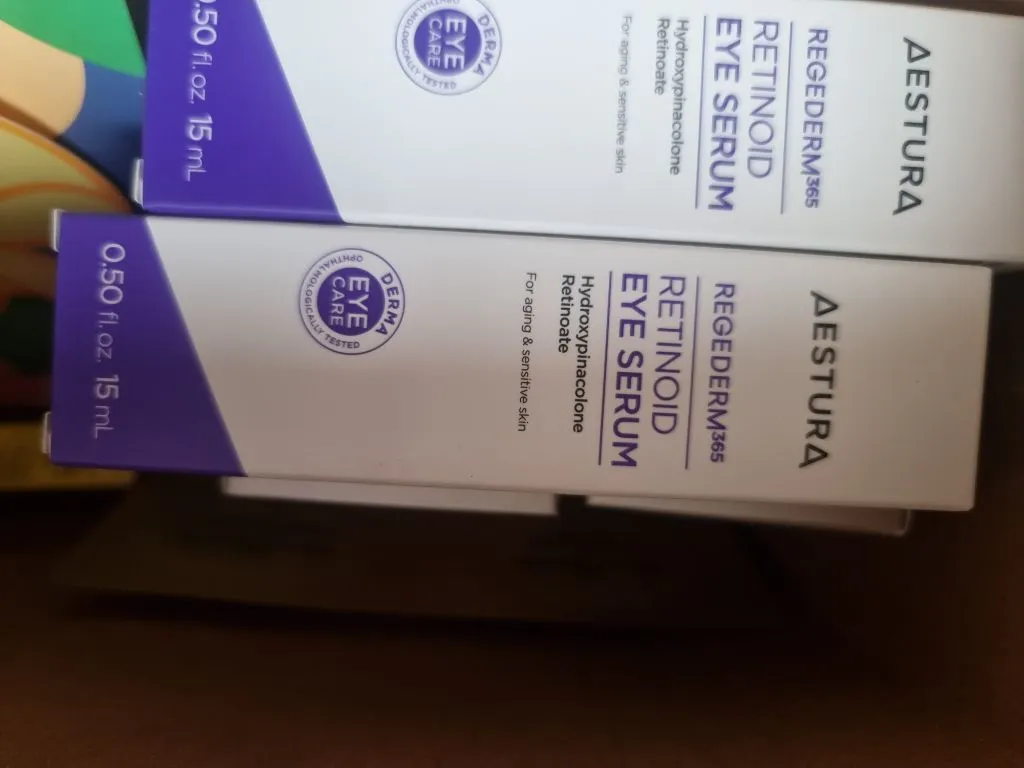 AESTURA
REGEDERM365
RETINOID
EYE SERUM
Hydroxypinacolone
Retinoate
For aging & sensitive skin
DERMA
EYE
CARE
OPHTHALMOLOGICALLY TESTED
.50 fl.oz. 15 mL
AESTURA
REGEDERM365
RETINOID
EYE SERUM
Hydroxypinacolone
Retinoate
For aging & sensitive skin
DERMA
EYE
CARE
OPHTHALMOLOGICALLY TESTED
0.50 fl.oz. 15 mL